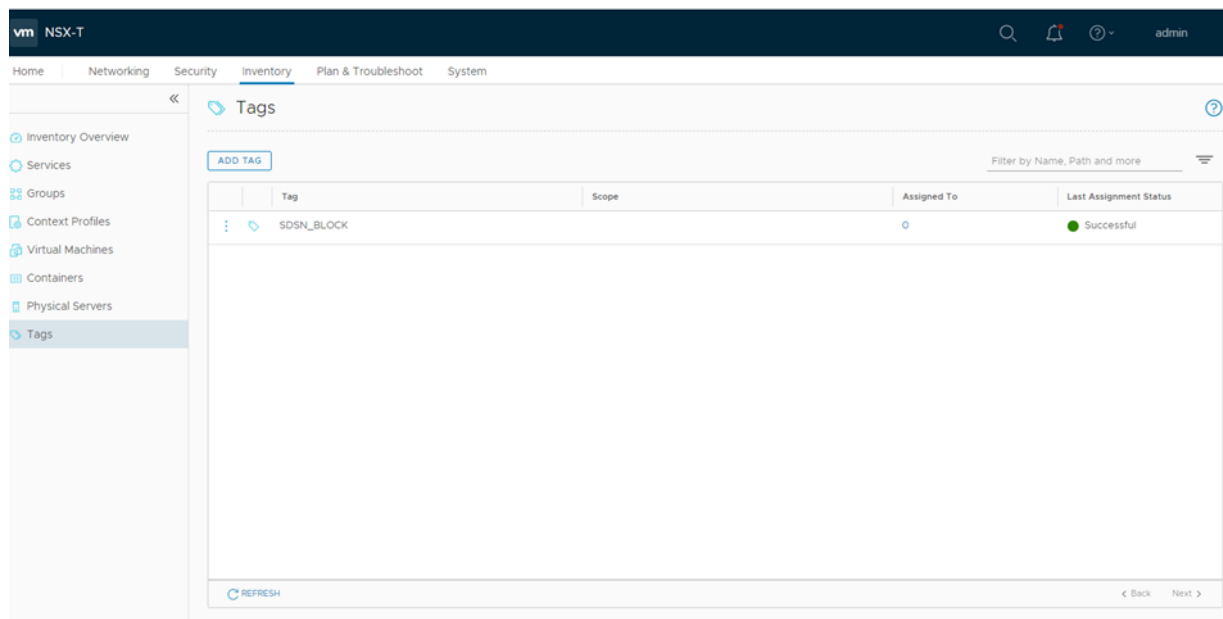 vm NSX-T admin
Home Networking Security Inventory Plan & Troubleshoot System
Inventory Overview
Services
Groups
Context Profiles
Virtual Machines
Containers
Physical Servers
Tags
Tags
ADD TAG Filter by Name, Path and more
Tag Scope Assigned To Last Assignment Status
SDSN_BLOCK 0 Successful
REFRESH Back Next